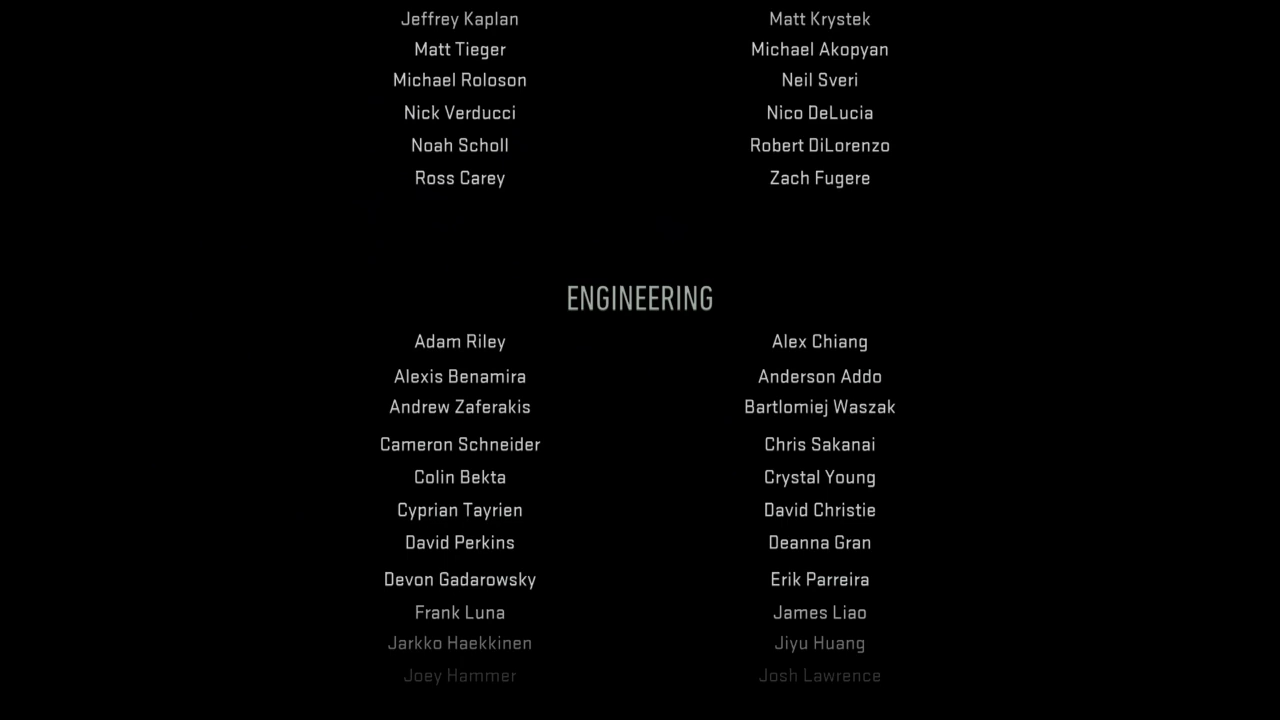 Jeffrey Kaplan Matt Krystek
Matt Tieger Michael Akopyan
Michael Roloson Neil Sveri
Nick Verducci Nico DeLucia
Noah Scholl Robert DiLorenzo
Ross Carey Zach Fugere
ENGINEERING
Adam Riley Alex Chiang
Alexis Benamira Anderson Addo
Andrew Zaferakis Bartlomiej Waszak
Cameron Schneider Chris Sakanai
Colin Bekta Crystal Young
Cyprian Tayrien David Christie
David Perkins Deanna Gran
Devon Gadarowsky Erik Parreira
Frank Luna James Liao
Jarkko Haekkinen Jiyu Huang
Joey Hammer Josh Lawrence